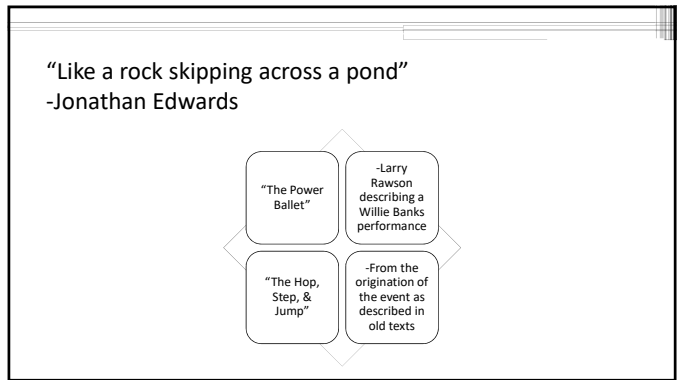 “Like a rock skipping across a pond”
-Jonathan Edwards
“The Power
Ballet”
-Larry
Rawson
describing a
Willie Banks
performance
“The Hop,
Step, &
Jump”
-From the
origination of
the event as
described in
old texts